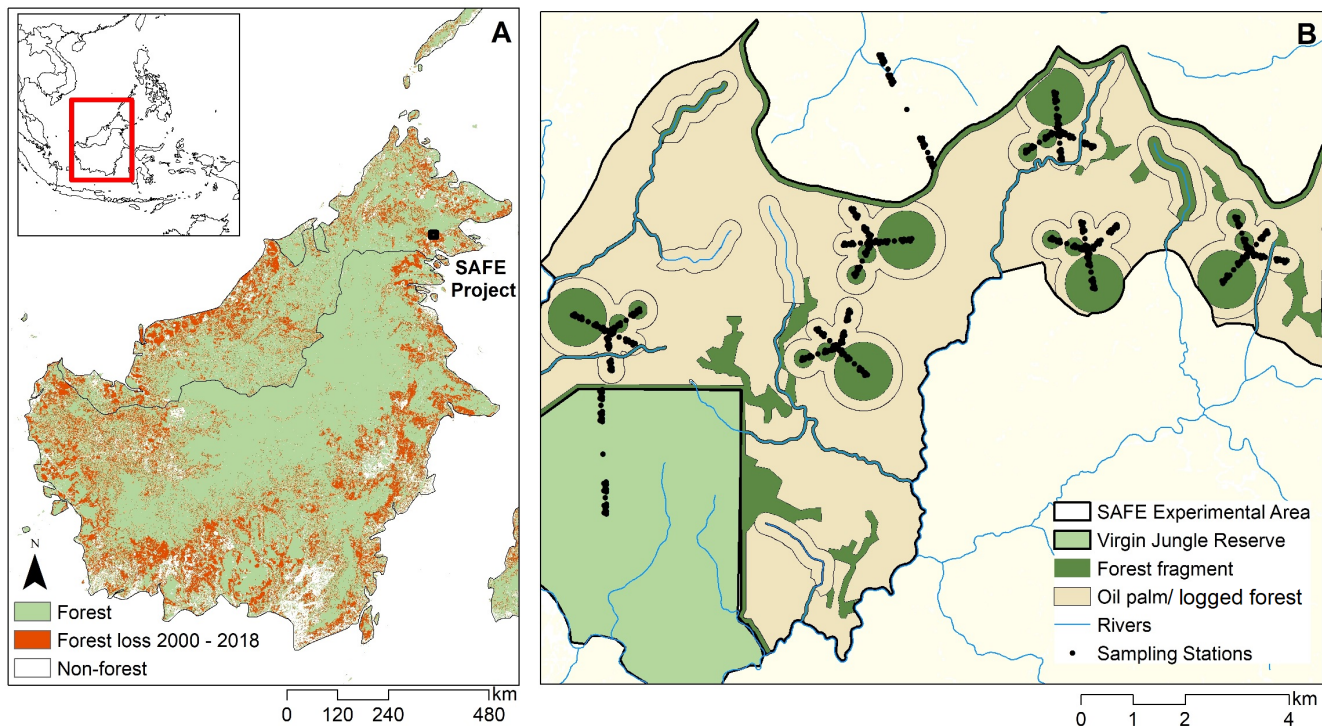 A
SAFE
Project
N
Forest
Forest loss 2000 - 2018
Non-forest
km
0 120 240 480
B
SAFE Experimental Area
Virgin Jungle Reserve
Forest fragment
Oil palm/ logged forest
Rivers
Sampling Stations
km
0 1 2 4